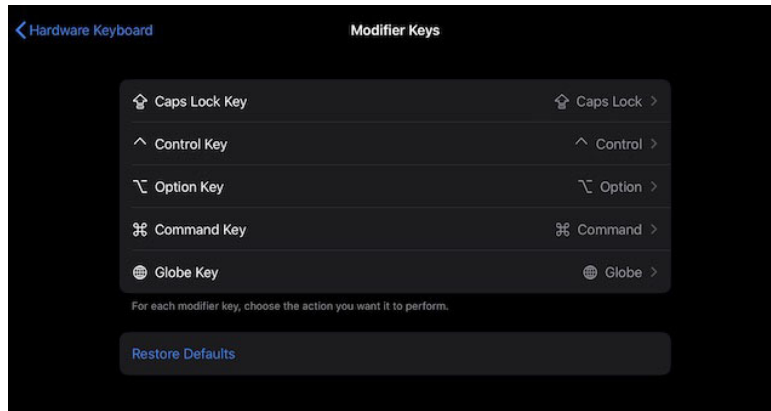 Hardware Keyboard Modifier Keys
Caps Lock Key Caps Lock
Control Key Control
Option Key Option
Command Key Command
Globe Key Globe
For each modifier key, choose the action you want it to perform.
Restore Defaults